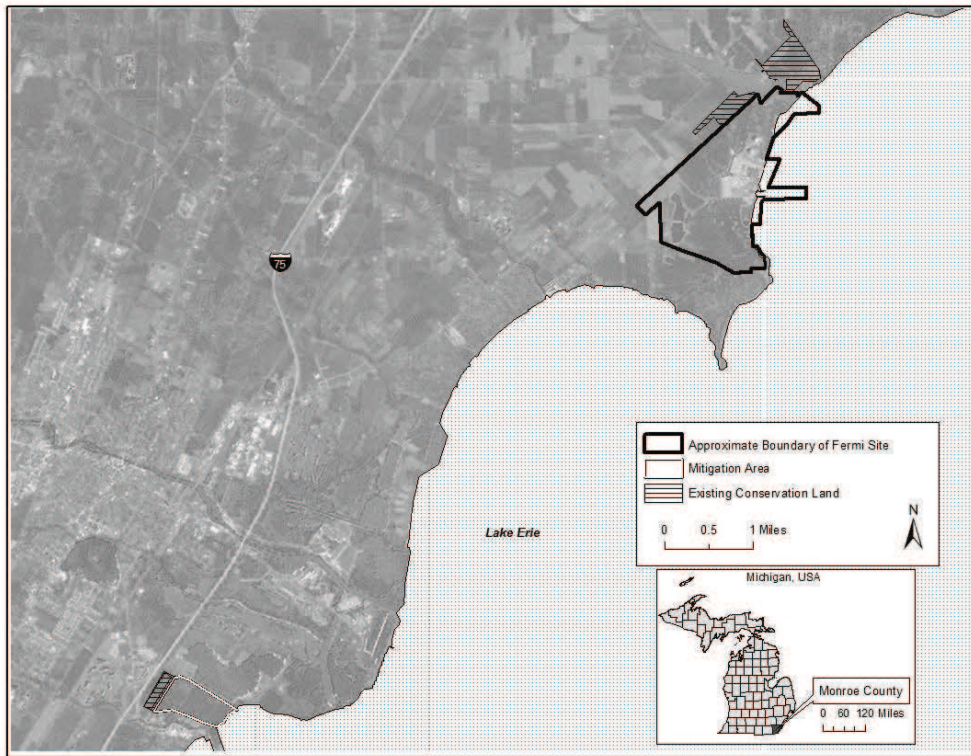 75
Approximate Boundary of Fermi Site
Mitigation Area
Existing Conservation Land
N
0 0.5 1 Miles
Lake Erie
Michigan, USA
Monroe County
0 60 120 Miles